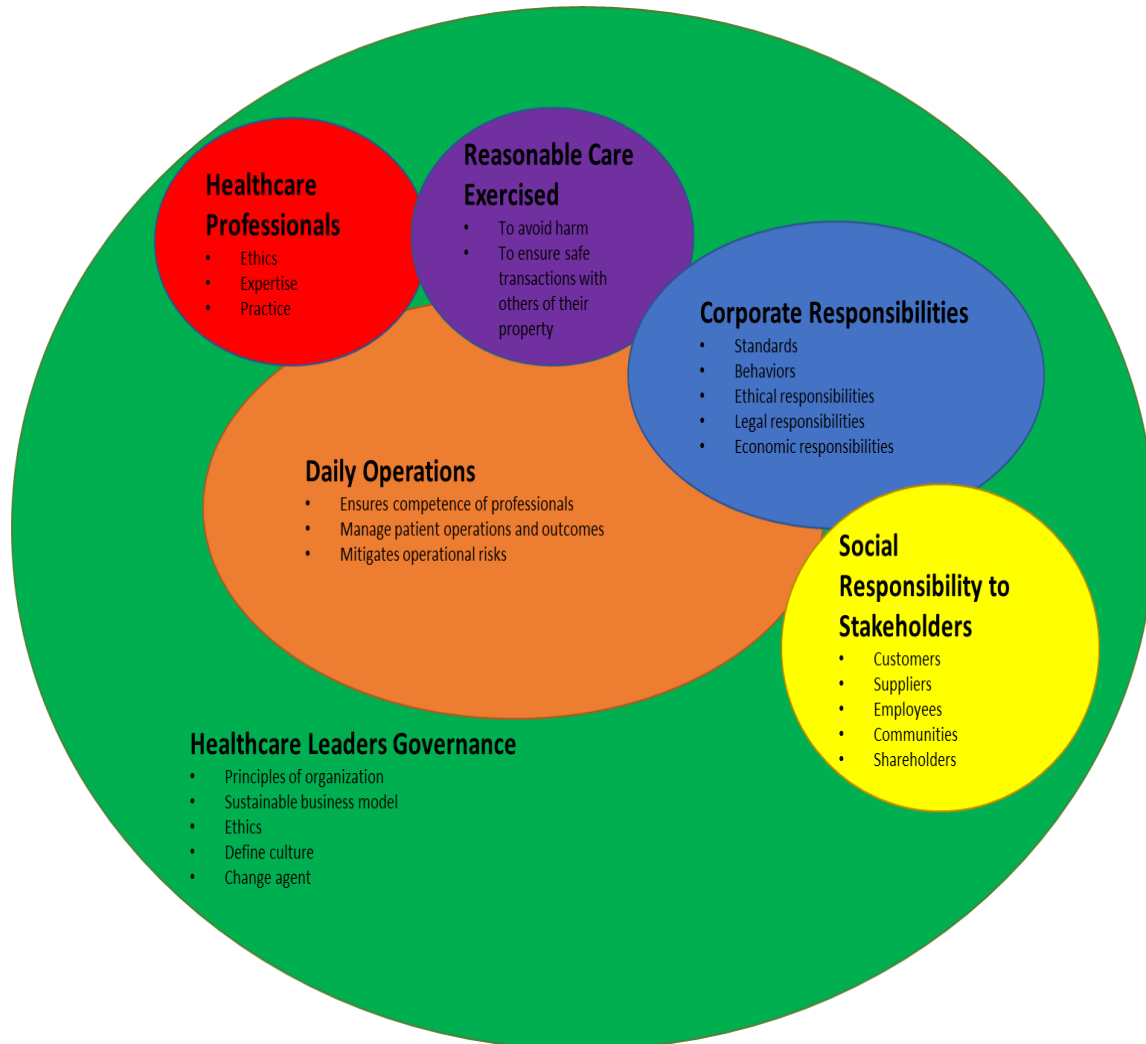 Healthcare
Professionals
• Ethics
• Expertise
• Practice
Reasonable Care
Exercised
• To avoid harm
• To ensure safe
transactions with
others of their
property
Corporate Responsibilities
• Standards
• Behaviors
• Ethical responsibilities
• Legal responsibilities
• Economic responsibilities
Daily Operations
• Ensures competence of professionals
• Manage patient operations and outcomes
• Mitigates operational risks
Social
Responsibility to
Stakeholders
• Customers
• Suppliers
• Employees
• Communities
• Shareholders
Healthcare Leaders Governance
• Principles of organization
• Sustainable business model
• Ethics
• Define culture
• Change agent